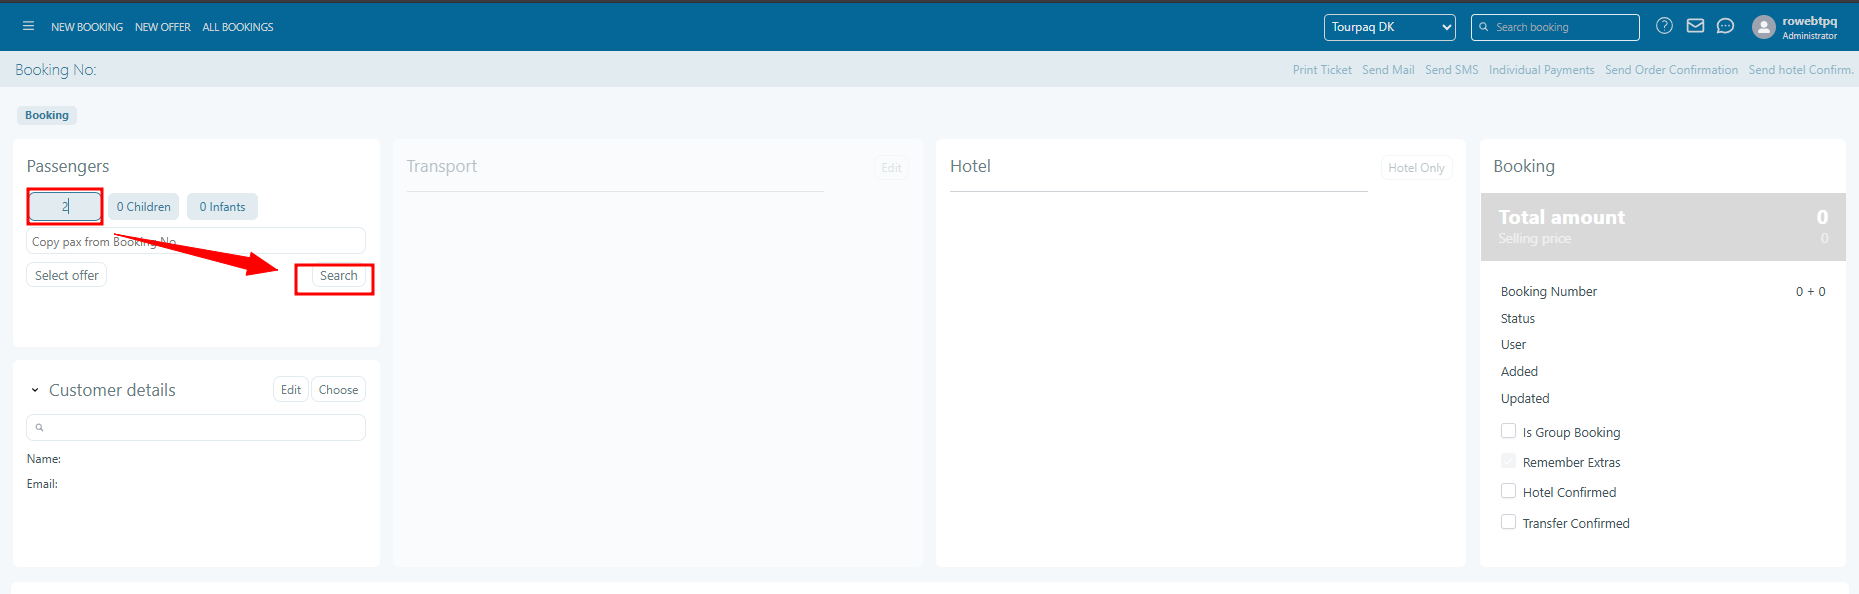 NEW BOOKING NEW OFFER ALL BOOKINGS Tourpaq DK Search booking rowebtpq
Administrator
Booking No: Print Ticket Send Mail Send SMS Individual Payments Send Order Confirmation Send hotel Confirm.
Booking
Passengers
2 0 Children 0 Infants
Copy pax from Booking No
Select offer Search
Customer details Edit Choose
Name:
Email:
Transport Edit
Hotel Hotel Only
Booking
Total amount 0
Selling price 0
Booking Number 0 + 0
Status
User
Added
Updated
Is Group Booking
Remember Extras
Hotel Confirmed
Transfer Confirmed